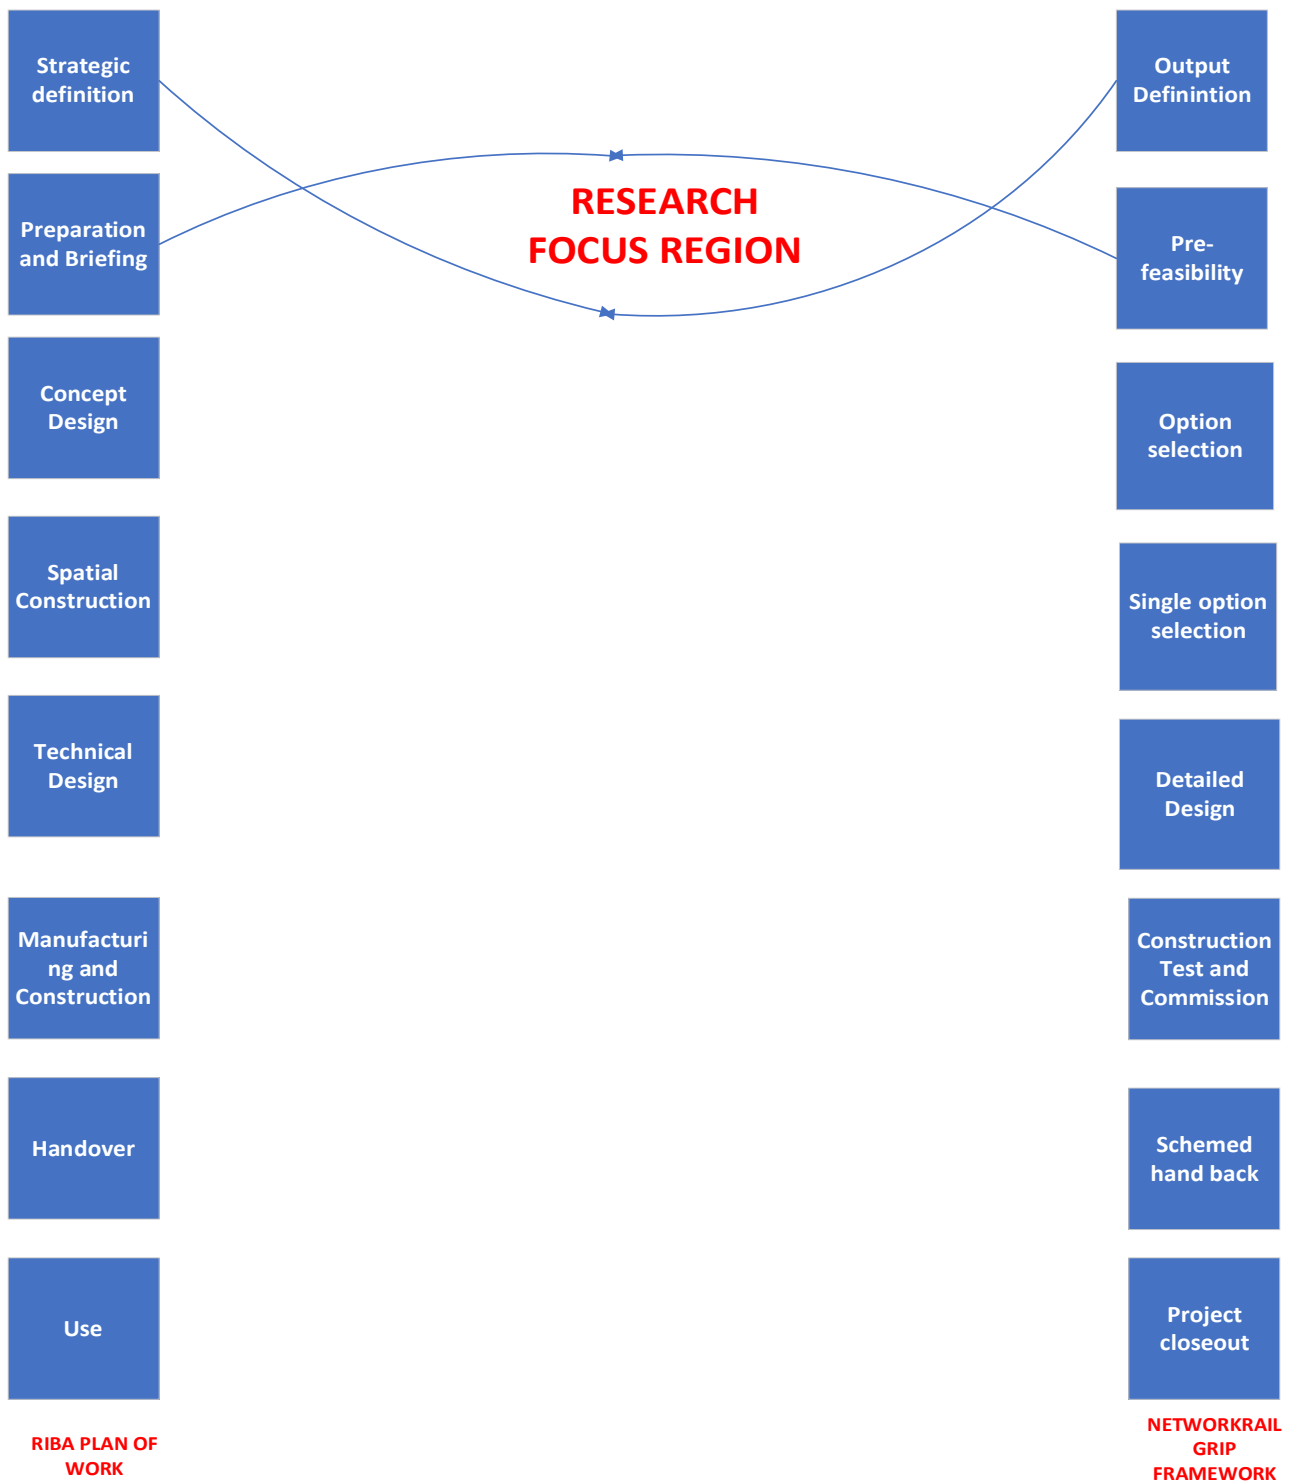 Strategic
definition
Preparation
and Briefing
Concept
Design
Spatial
Construction
Technical
Design
Manufacturi
ng and
Construction
Handover
Use
RIBA PLAN OF
WORK
RESEARCH
FOCUS REGION
Output
Definintion
Pre-
feasibility
Option
selection
Single option
selection
Detailed
Design
Construction
Test and
Commission
Schemed
hand back
Project
closeout
NETWORKRAIL
GRIP
FRAMEWORK